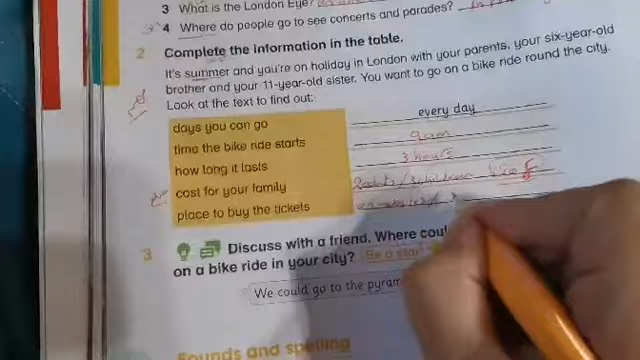 3 What is the London Eye?
4 Where do people go to see concerts and parades?
2 Complete the information in the table.
It's summer and you're on holiday in London with your parents, your six-year-old
brother and your 11-year-old sister. You want to go on a bike ride round the city.
Look at the text to find out:
days you can go every day
time the bike ride starts 9am
how long it lasts 3 hours
cost for your family
place to buy the tickets
3 Discuss with a friend. Where coul
on a bike ride in your city? Be a star!
We could go to the pyram
Sounds and spelling